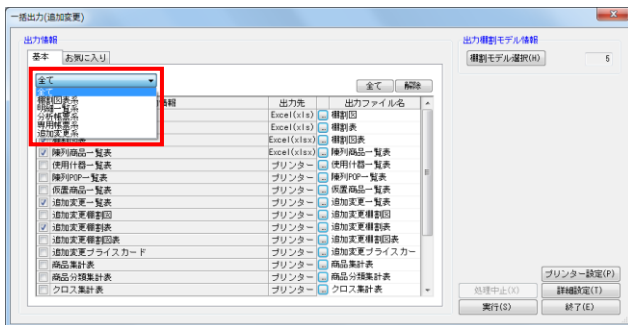 一括出力(追加変更)
出力情報
出力棚割モデル情報
基本 お気に入り
棚割モデル選択(H) 5
全て
全て 解除
全て
棚割図表系
明細一覧系
分析帳票系
専用帳票系
追加変更系
情報 出力先 出力ファイル名
Excel(xls) 棚割図
Excel(xls) 棚割表
Excel(xlsx) 棚割図表
陳列商品一覧表 Excel(xlsx) 陳列商品一覧表
使用什器一覧表 プリンター 使用什器一覧表
陳列POP一覧表 プリンター 陳列POP一覧表
仮置商品一覧表 プリンター 仮置商品一覧表
追加変更一覧表 プリンター 追加変更一覧表
追加変更棚割図 プリンター 追加変更棚割図
追加変更棚割表 プリンター 追加変更棚割表
追加変更棚割図表 プリンター 追加変更棚割図表
追加変更プライスカード プリンター 追加変更プライスカー
商品集計表 プリンター 商品集計表
商品分類集計表 プリンター 商品分類集計表
クロス集計表 プリンター クロス集計表
プリンター設定(P)
処理中止(X) 詳細設定(T)
実行(S) 終了(E)